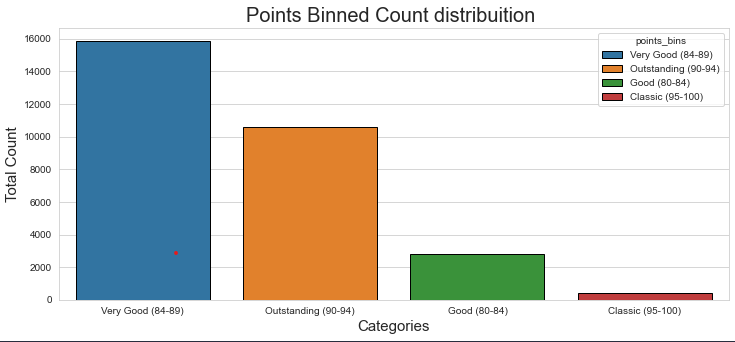 Points Binned Count distribuition
points_bins
Very Good (84-89)
Outstanding (90-94)
Good (80-84)
Classic (95-100)
Total Count
16000
14000
12000
10000
8000
6000
4000
2000
0
Very Good (84-89) Outstanding (90-94) Good (80-84) Classic (95-100)
Categories